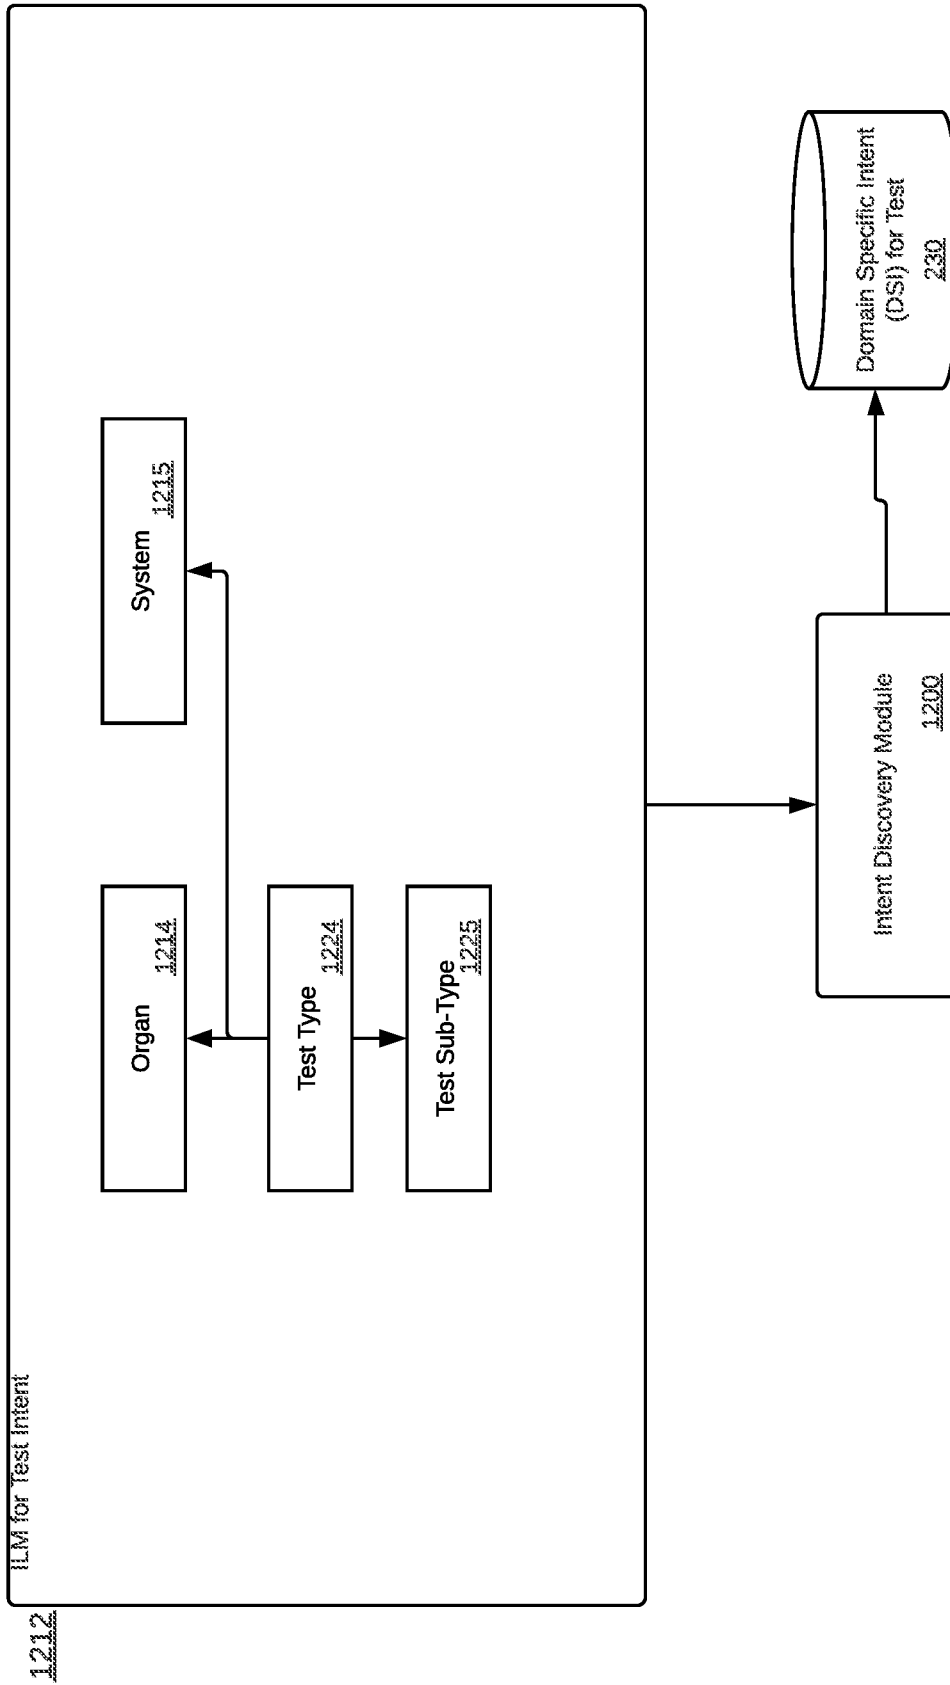 1212
ILM for Test Intent
Organ
1214
System
1215
Test Type
1224
Test Sub-Type
1225
Intent Discovery Module
1200
Domain Specific Intent
(DSI) for Test
230